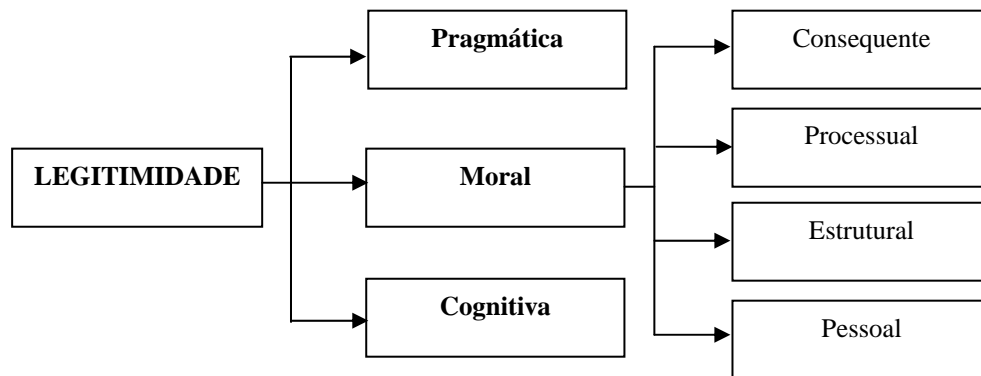 LEGITIMIDADE
Pragmática
Moral
Cognitiva
Consequente
Processual
Estrutural
Pessoal